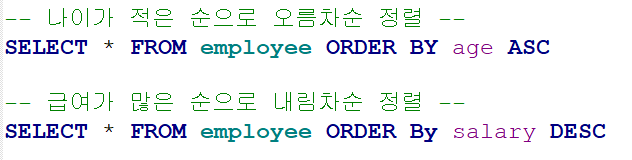 -- 나이가 적은 순으로 오름차순 정렬 --
SELECT * FROM employee ORDER BY age ASC
-- 급여가 많은 순으로 내림차순 정렬 --
SELECT * FROM employee ORDER By salary DESC